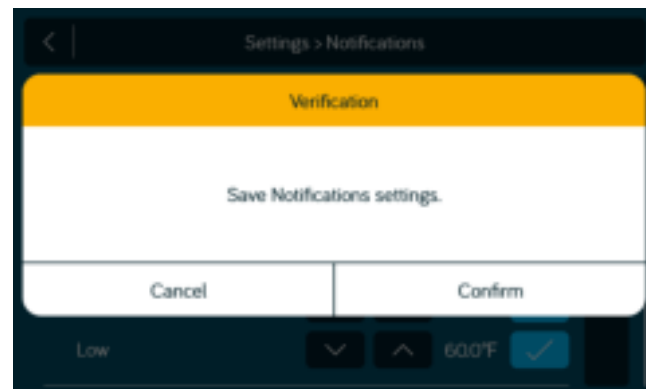 Settings > Notifications
Verification
Save Notifications settings.
Cancel
Confirm
Low 60.0°F